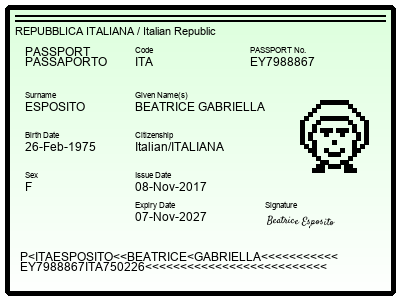 REPUBBLICA ITALIANA / Italian Republic
PASSPORT Code PASSPORT No.
PASSAPORTO ITA EY7988867
Surname Given Name(s)
ESPOSITO BEATRICE GABRIELLA
Birth Date Citizenship
26-Feb-1975 Italian/ITALIANA
Sex Issue Date
F 08-Nov-2017
Expiry Date Signature
07-Nov-2027 Beatrice Esposito
P<ITAESPOSITO<<BEATRICE<GABRIELLA<<<<<<<<<<<
EY7988867ITA750226<<<<<<<<<<<<<<<<<<<<<<<<<<